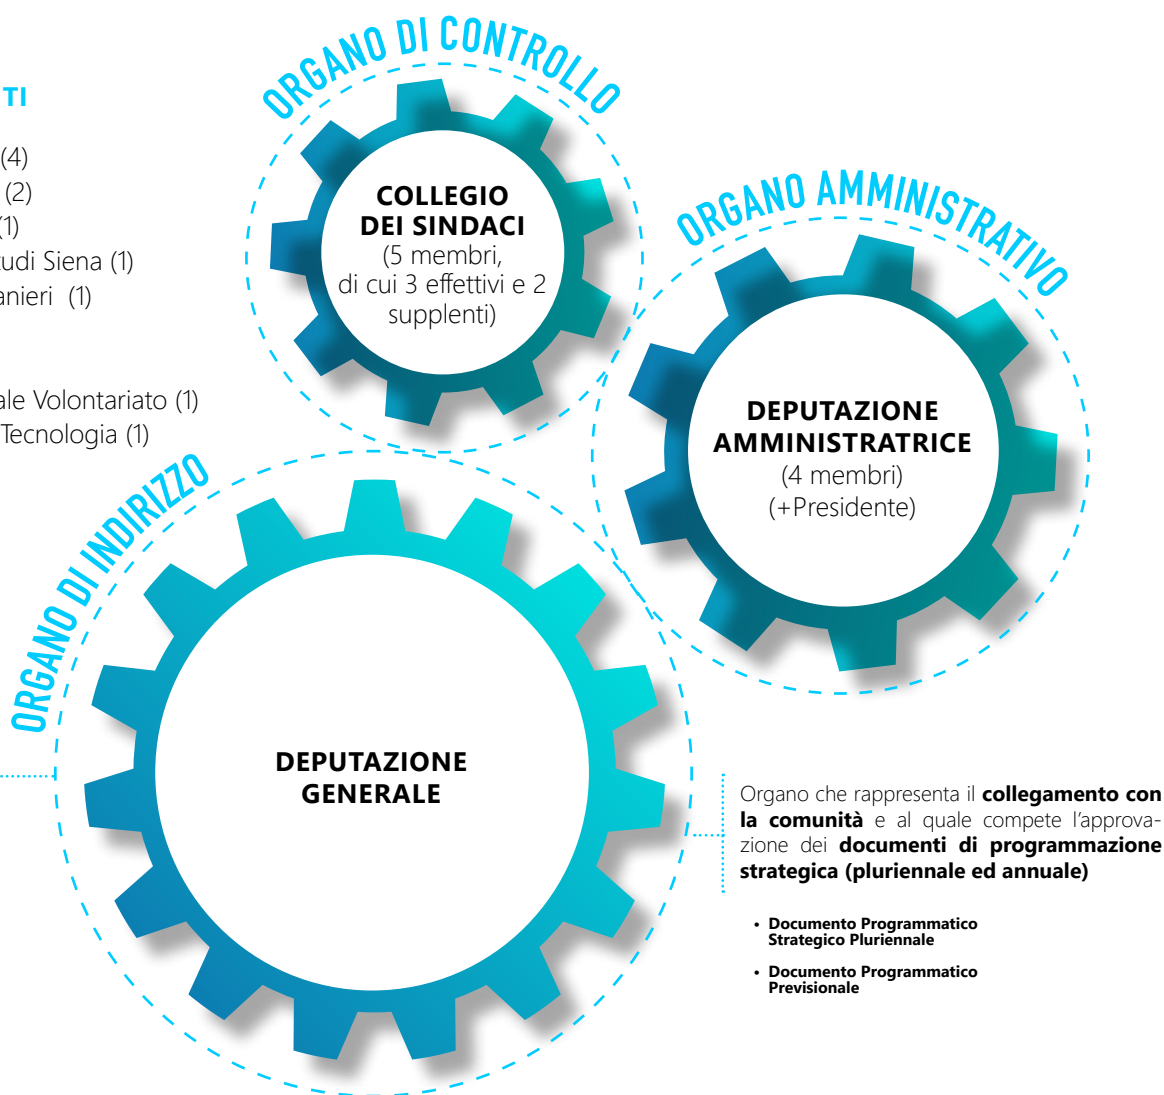 ORGANO DI CONTROLLO
TI
(4)
(2)
(1)
tudi Siena (1)
anieri (1)
ale Volontariato (1)
Tecnologia (1)
COLLEGIO
DEI SINDACI
(5 membri,
di cui 3 effettivi e 2
supplenti)
ORGANO AMMINISTRATIVO
DEPUTAZIONE
AMMINISTRATRICE
(4 membri)
(+Presidente)
ORGANO DI INDIRIZZO
DEPUTAZIONE
GENERALE
Organo che rappresenta il collegamento con
la comunità e al quale compete l'approva-
zione dei documenti di programmazione
strategica (pluriennale ed annuale)
• Documento Programmatico
Strategico Pluriennale
• Documento Programmatico
Previsionale